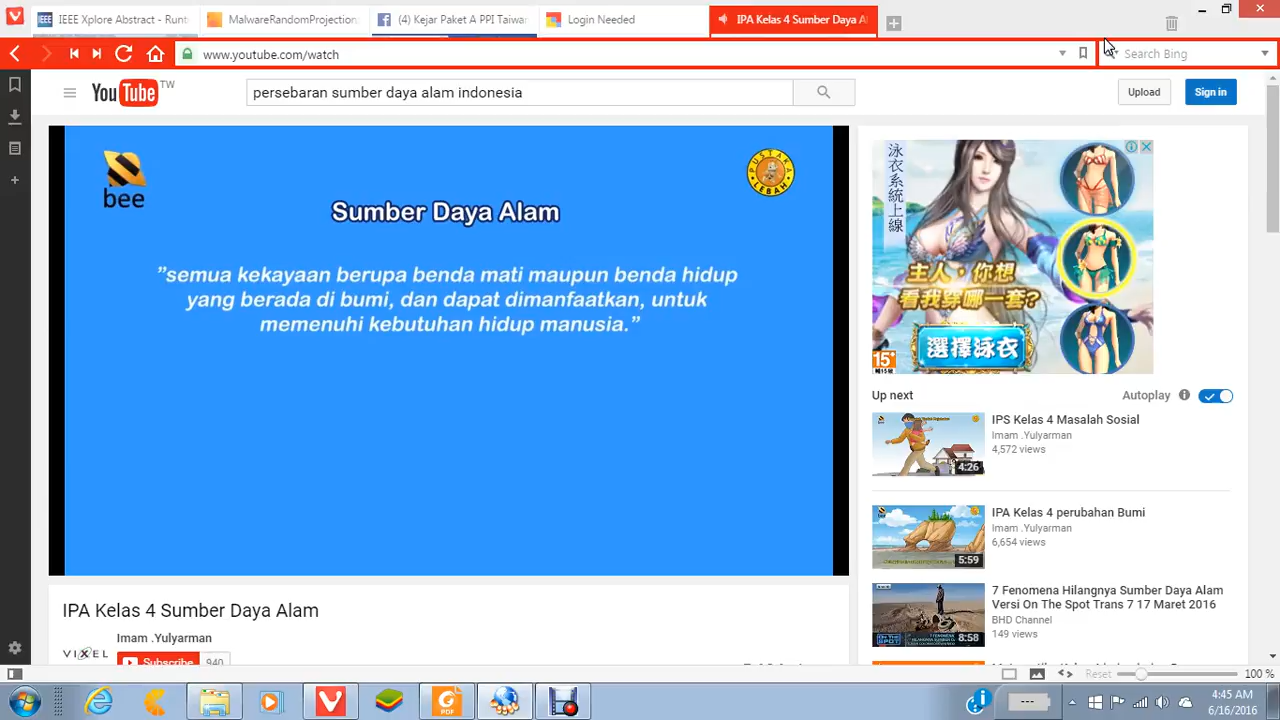 IEEE Xplore Abstract - Runt
MalwareRandomProjection
(4) Kejar Paket A PPI Taiwa
Login Needed
IPA Kelas 4 Sumber Daya A
www.youtube.com/watch
Search Bing
YouTube TW
persebaran sumber daya alam indonesia
Upload
Sign in
bee
PUSTAKA LEBAH
Sumber Daya Alam
"semua kekayaan berupa benda mati maupun benda hidup
yang berada di bumi, dan dapat dimanfaatkan, untuk
memenuhi kebutuhan hidup manusia."
泳衣系統上線
主人，你想
看我穿哪一套?
選擇泳衣
15+
Up next
Autoplay
IPS Kelas 4 Masalah Sosial
Imam .Yulyarman
4,572 views
4:26
IPA Kelas 4 perubahan Bumi
Imam .Yulyarman
6,654 views
5:59
7 Fenomena Hilangnya Sumber Daya Alam
Versi On The Spot Trans 7 17 Maret 2016
BHD Channel
149 views
8:58
IPA Kelas 4 Sumber Daya Alam
Imam .Yulyarman
VIXEL
Subscribe
940
Reset
100 %
PDF
4:45 AM
6/16/2016